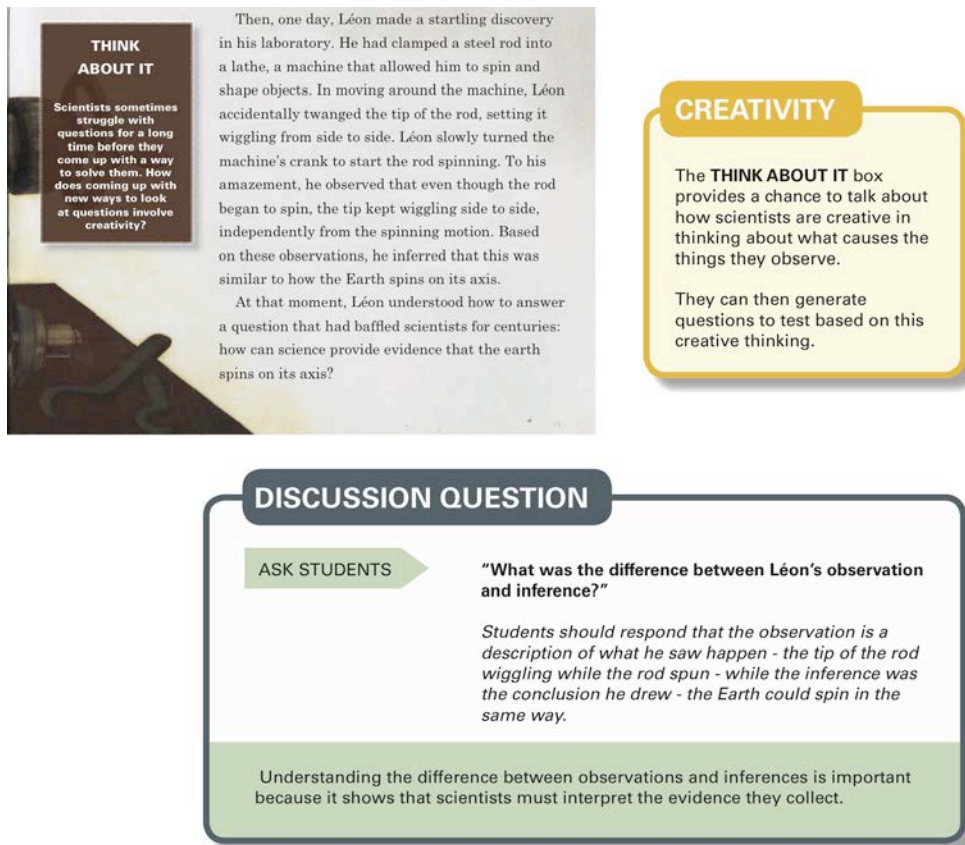 THINK
ABOUT IT
Scientists sometimes
struggle with
questions for a long
time before they
come up with a way
to solve them. How
does coming up with
new ways to look
at questions involve
creativity?
Then, one day, Léon made a startling discovery
in his laboratory. He had clamped a steel rod into
a lathe, a machine that allowed him to spin and
shape objects. In moving around the machine, Léon
accidentally twanged the tip of the rod, setting it
wiggling from side to side. Léon slowly turned the
machine's crank to start the rod spinning. To his
amazement, he observed that even though the rod
began to spin, the tip kept wiggling side to side,
independently from the spinning motion. Based
on these observations, he inferred that this was
similar to how the Earth spins on its axis.
At that moment, Léon understood how to answer
a question that had baffled scientists for centuries:
how can science provide evidence that the earth
spins on its axis?
CREATIVITY
The THINK ABOUT IT box
provides a chance to talk about
how scientists are creative in
thinking about what causes the
things they observe.
They can then generate
questions to test based on this
creative thinking.
DISCUSSION QUESTION
ASK STUDENTS
"What was the difference between Léon's observation
and inference?"
Students should respond that the observation is a
description of what he saw happen - the tip of the rod
wiggling while the rod spun - while the inference was
the conclusion he drew - the Earth could spin in the
same way.
Understanding the difference between observations and inferences is important
because it shows that scientists must interpret the evidence they collect.